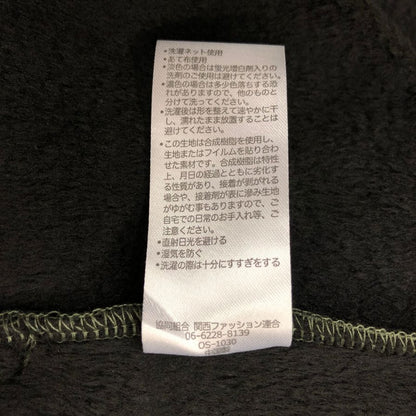 ・洗濯ネット使用
・あて布使用
・淡色の場合は蛍光増白剤入りの
洗剤のご使用は避けてください。
・濃色の場合は多少色落ちする恐
れがありますので、他のものと
分けて洗ってください。
・洗濯後は形を整えて速やかに干
し、濡れたまま放置することは
避けてください。
・この生地は合成樹脂を使用し、
生地またはフイルムを貼り合わ
せた素材です。合成樹脂は特性
上、月日の経過とともに劣化す
る性質があり、接着が剥がれる
場合や、接着剤が表に滲み生地
がゆがむ事もありますので、ご
自宅での日常のお手入れ等、ご
注意ください。
・直射日光を避ける
・湿気を防ぐ
・洗濯の際は十分にすすぎをする
協同組合 関西ファッション連合
06-6228-8139
OS-1030
中国製